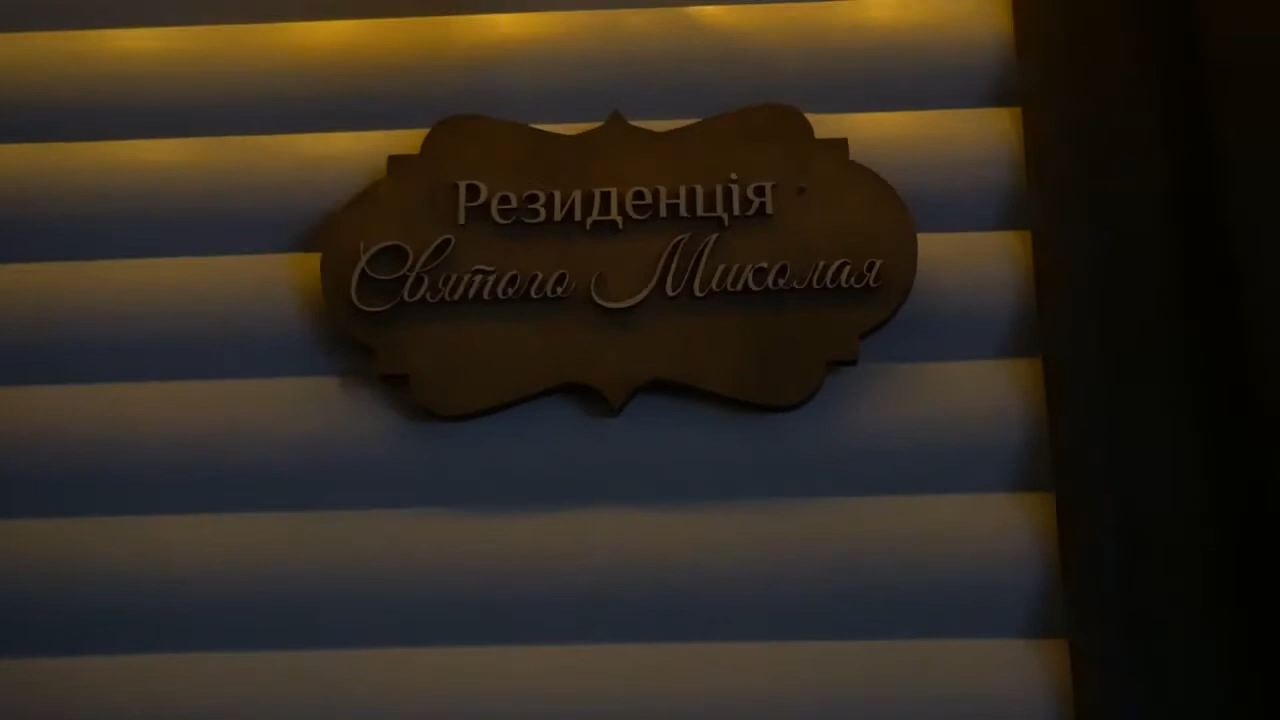 Резиденція
Святого Миколая